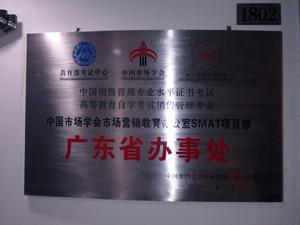 1802
教育部考试中心 中国市场学会
中国销售管理专业水平证书考试
高等教育自学考试销售管理专业
中国市场学会市场营销教育办公室SMAT项目部
广东省办事处